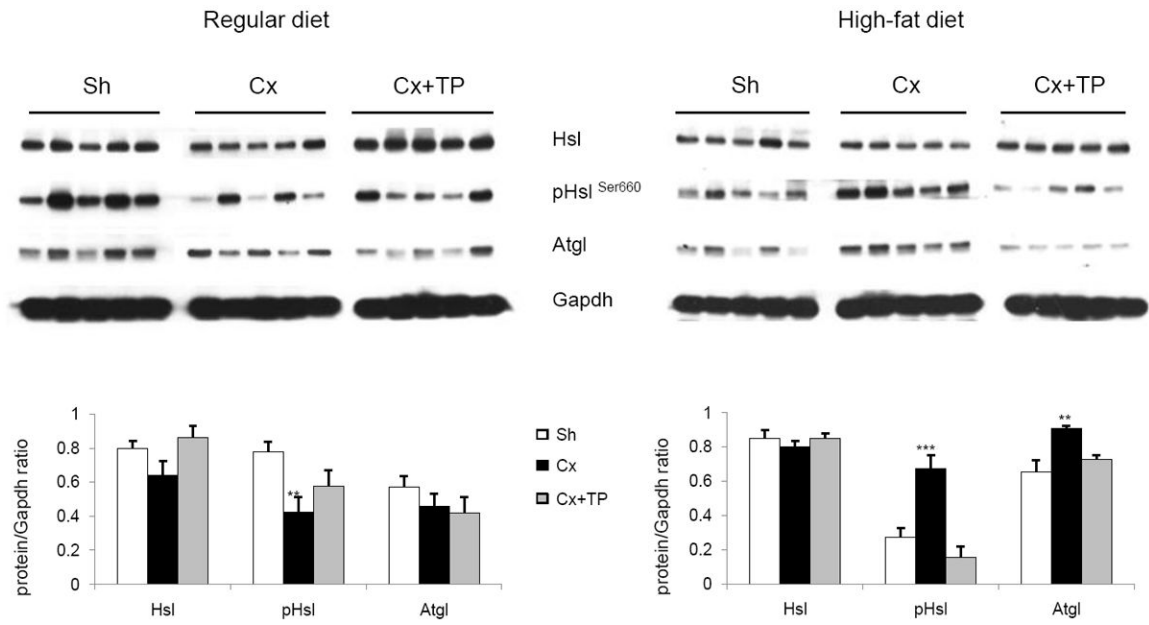 Regular diet
High-fat diet
Sh Cx Cx+TP
Sh Cx Cx+TP
Hsl
pHsl Ser660
Atgl
Gapdh
protein/Gapdh ratio
1
0.8
0.6
0.4
0.2
0
**
Hsl pHsl Atgl
Sh
Cx
Cx+TP
protein/Gapdh ratio
1
0.8
0.6
0.4
0.2
0
***
**
Hsl pHsl Atgl